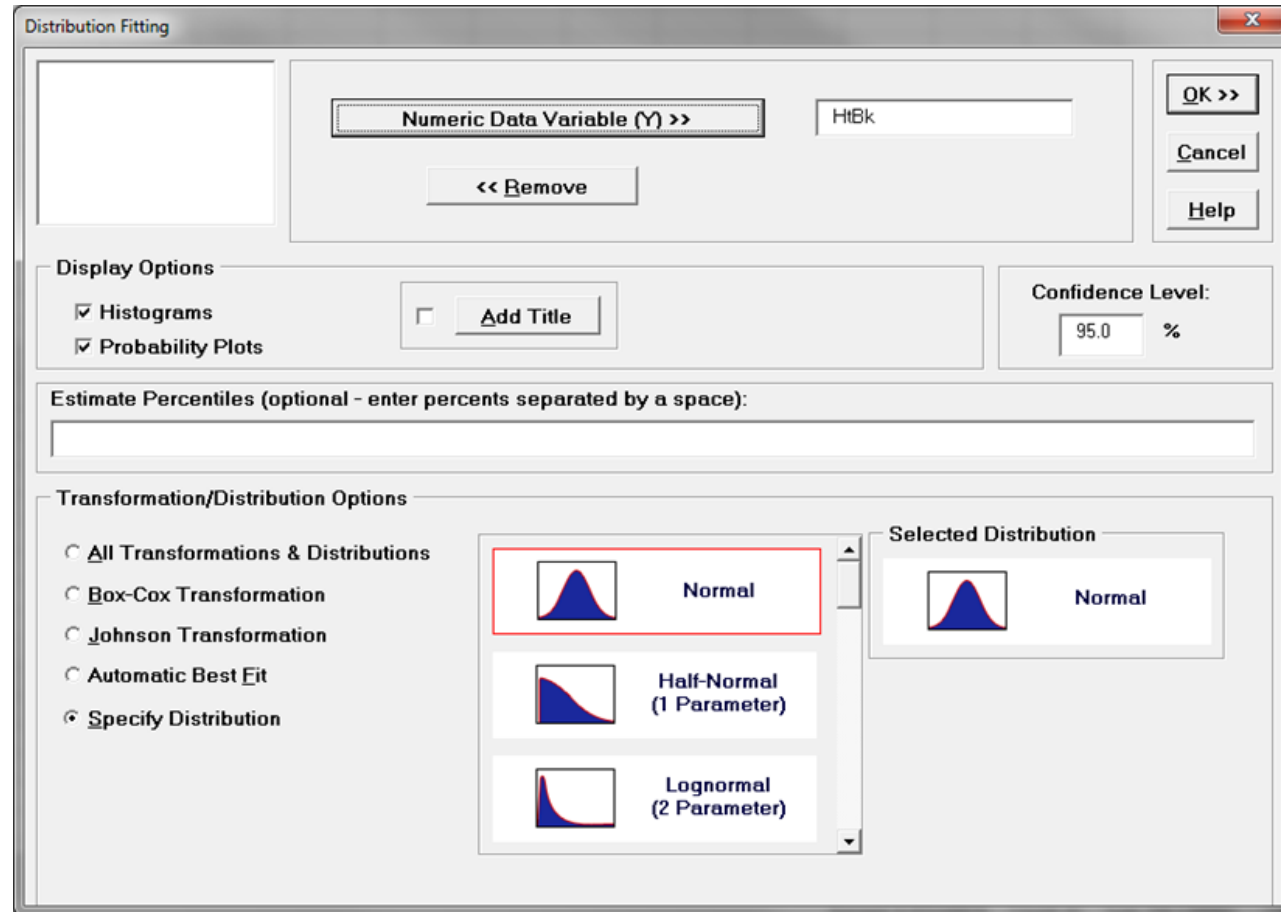 Distribution Fitting
Numeric Data Variable (Y) >>
HtBk
<< Remove
OK >>
Cancel
Help
Display Options
Histograms
Probability Plots
Add Title
Confidence Level:
95.0 %
Estimate Percentiles (optional - enter percents separated by a space):
Transformation/Distribution Options
All Transformations & Distributions
Box-Cox Transformation
Johnson Transformation
Automatic Best Fit
Specify Distribution
Normal
Half-Normal
(1 Parameter)
Lognormal
(2 Parameter)
Selected Distribution
Normal